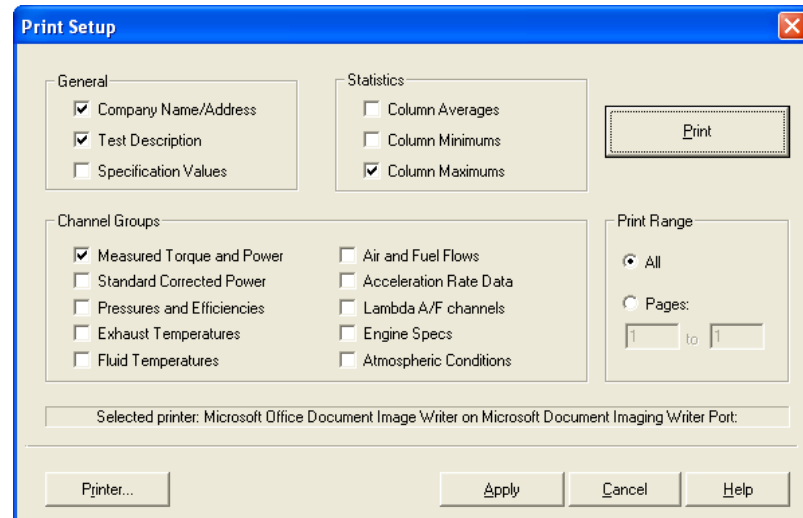 Print Setup
General
Company Name/Address
Test Description
Specification Values
Statistics
Column Averages
Column Minimums
Column Maximums
Print
Channel Groups
Measured Torque and Power
Standard Corrected Power
Pressures and Efficiencies
Exhaust Temperatures
Fluid Temperatures
Air and Fuel Flows
Acceleration Rate Data
Lambda A/F channels
Engine Specs
Atmospheric Conditions
Print Range
All
Pages:
1 to 1
Selected printer: Microsoft Office Document Image Writer on Microsoft Document Imaging Writer Port:
Printer...
Apply
Cancel
Help